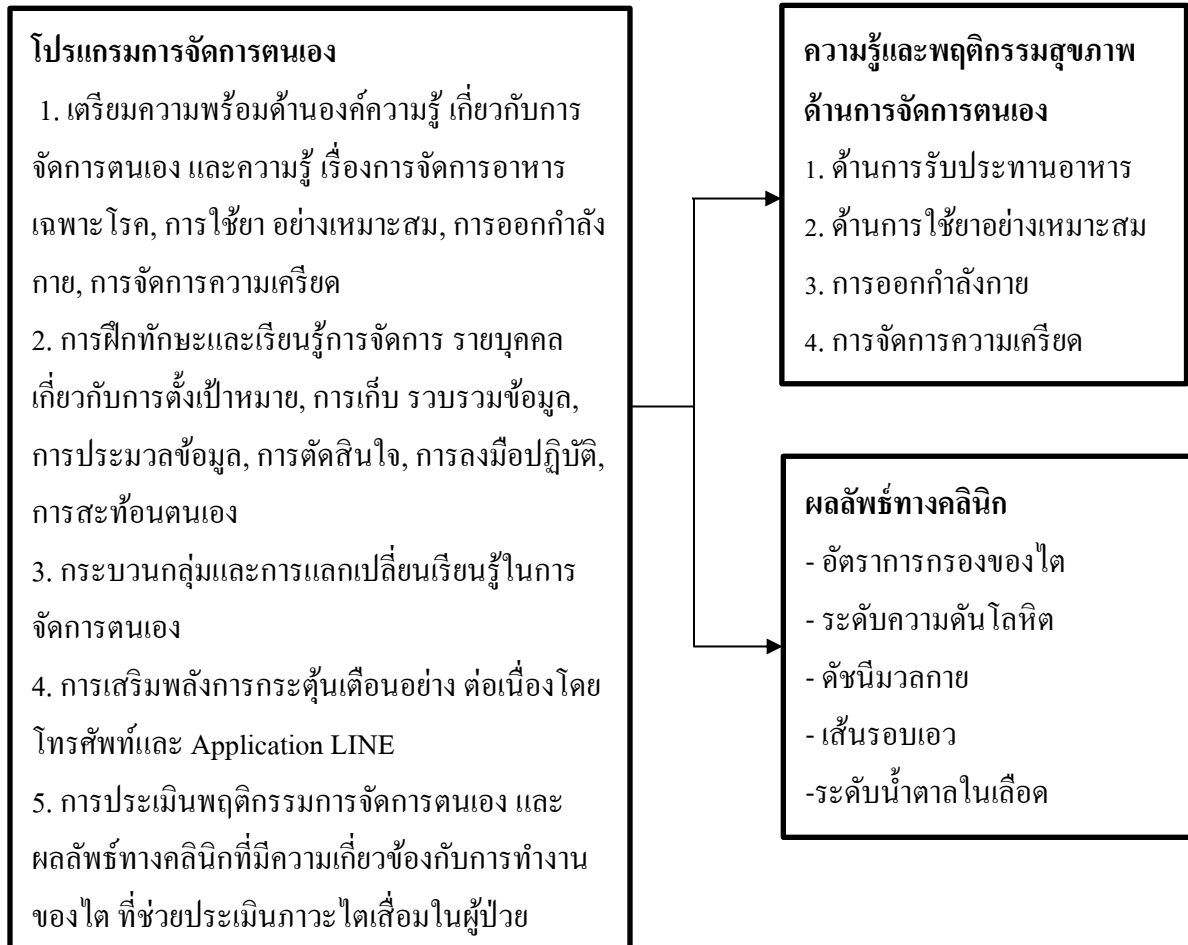 โปรแกรมการจัดการตนเอง
1. เตรียมความพร้อมด้านองค์ความรู้ เกี่ยวกับการ
จัดการตนเอง และความรู้ เรื่องการจัดการอาหาร
เฉพาะโรค, การใช้ยา อย่างเหมาะสม, การออกกำลัง
กาย, การจัดการความเครียด
2. การฝึกทักษะและเรียนรู้การจัดการ รายบุคคล
เกี่ยวกับการตั้งเป้าหมาย, การเก็บ รวบรวมข้อมูล,
การประมวลข้อมูล, การตัดสินใจ, การลงมือปฏิบัติ,
การสะท้อนตนเอง
3. กระบวนกลุ่มและการแลกเปลี่ยนเรียนรู้ในการ
จัดการตนเอง
4. การเสริมพลังการกระตุ้นเตือนอย่าง ต่อเนื่องโดย
โทรศัพท์และ Application LINE
5. การประเมินพฤติกรรมการจัดการตนเอง และ
ผลลัพธ์ทางคลินิกที่มีความเกี่ยวข้องกับการทำงาน
ของไต ที่ช่วยประเมินภาวะไตเสื่อมในผู้ป่วย
ความรู้และพฤติกรรมสุขภาพ
ด้านการจัดการตนเอง
1. ด้านการรับประทานอาหาร
2. ด้านการใช้ยาอย่างเหมาะสม
3. การออกกำลังกาย
4. การจัดการความเครียด
ผลลัพธ์ทางคลินิก
- อัตราการกรองของไต
- ระดับความดันโลหิต
- ดัชนีมวลกาย
- เส้นรอบเอว
-ระดับน้ำตาลในเลือด